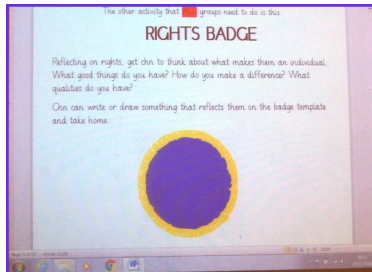 The other activity that groups need to do is this
RIGHTS BADGE
Reflecting on rights, get chn to think about what makes them an individual.
What good things do you have? How do you make a difference? What
qualities do you have?
Chn can write or draw something that reflects them on the badge template
and take home.